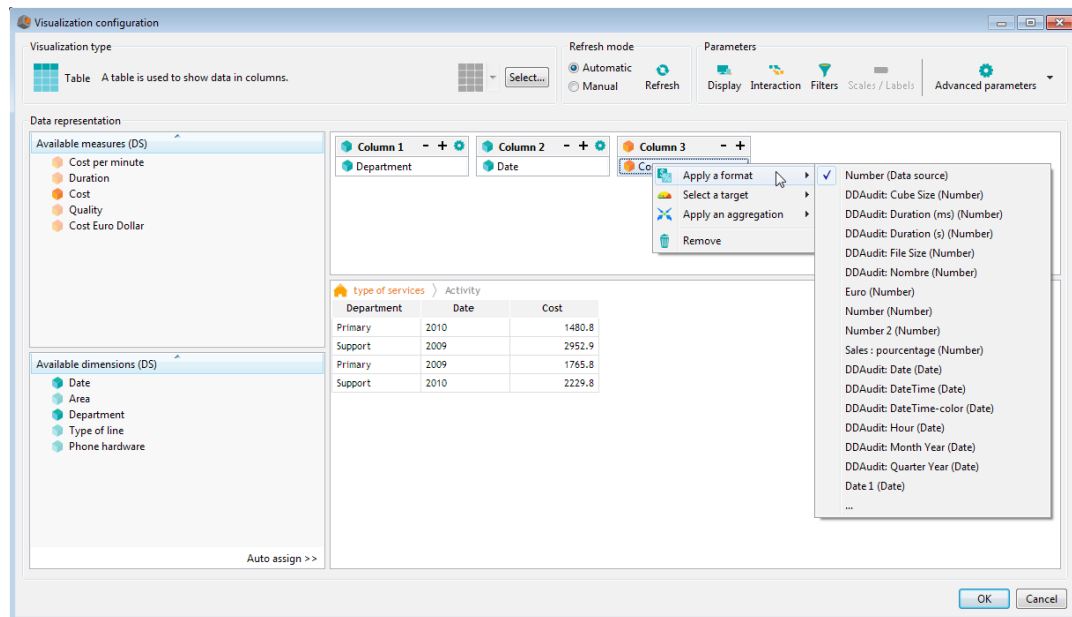 Visualization configuration
Visualization type
Table A table is used to show data in columns.
Select...
Refresh mode
Automatic
Manual
Refresh
Parameters
Display Interaction Filters Scales / Labels Advanced parameters
Data representation
Available measures (DS)
Cost per minute
Duration
Cost
Quality
Cost Euro Dollar
Available dimensions (DS)
Date
Area
Department
Type of line
Phone hardware
Auto assign >>
Column 1 - +
Department
Column 2 - +
Date
Column 3 - +
Co
Apply a format
Select a target
Apply an aggregation
Remove
Number (Data source)
DDAudit: Cube Size (Number)
DDAudit: Duration (ms) (Number)
DDAudit: Duration (s) (Number)
DDAudit: File Size (Number)
DDAudit: Nombre (Number)
Euro (Number)
Number (Number)
Number 2 (Number)
Sales : pourcentage (Number)
DDAudit: Date (Date)
DDAudit: DateTime (Date)
DDAudit: DateTime-color (Date)
DDAudit: Hour (Date)
DDAudit: Month Year (Date)
DDAudit: Quarter Year (Date)
Date 1 (Date)
...
type of services Activity
Department Date Cost
Primary 2010 1480.8
Support 2009 2952.9
Primary 2009 1765.8
Support 2010 2229.8
OK Cancel